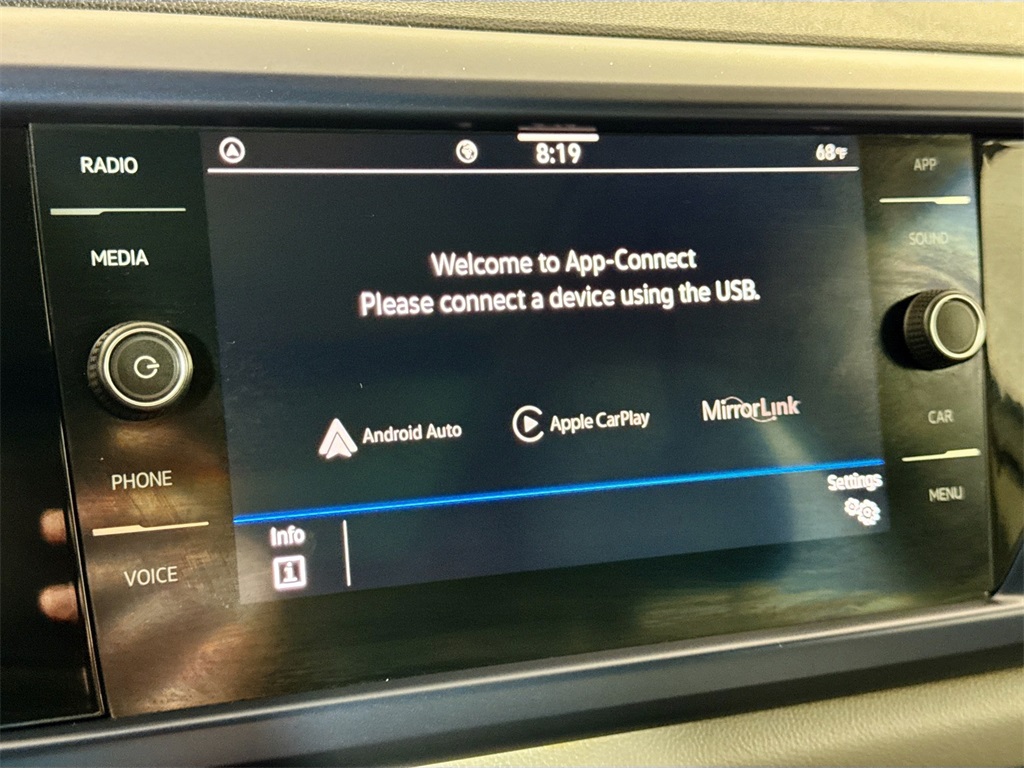 RADIO
MEDIA
PHONE
VOICE
8:19
68°F
Welcome to App-Connect
Please connect a device using the USB.
Android Auto
Apple CarPlay
MirrorLink
Info
Settings
APP
SOUND
CAR
MENU